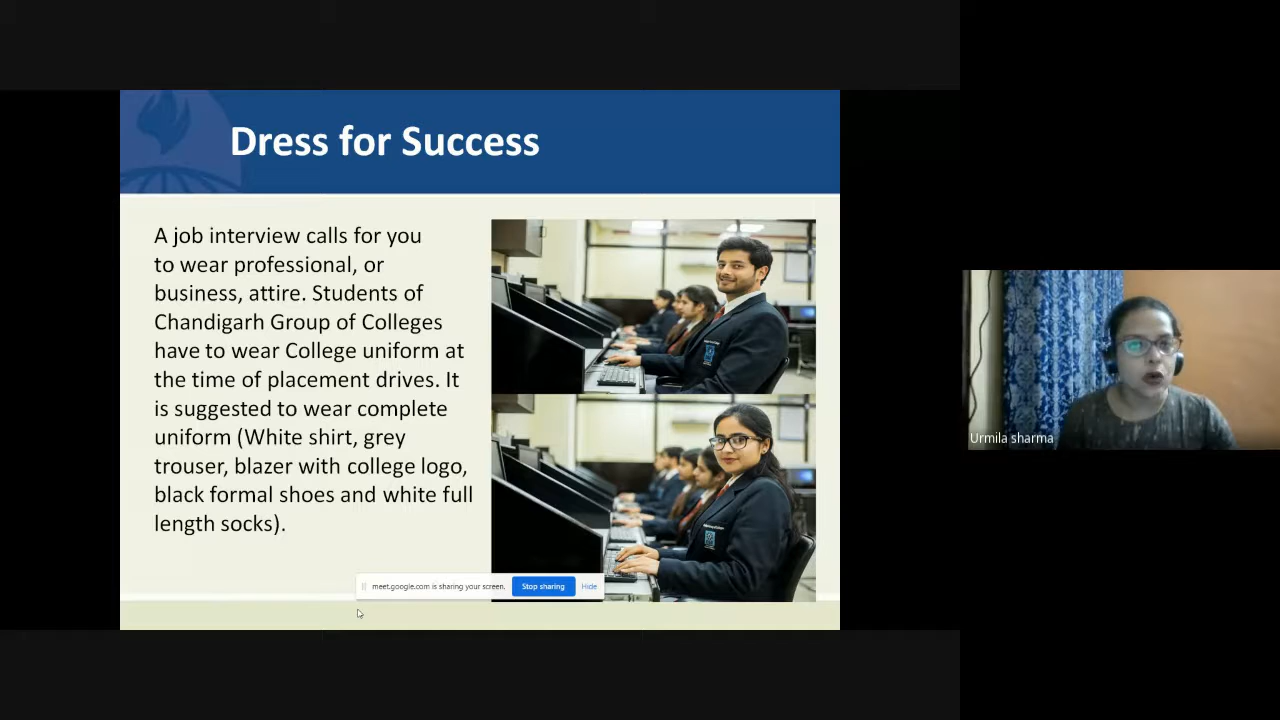 Dress for Success
A job interview calls for you
to wear professional, or
business, attire. Students of
Chandigarh Group of Colleges
have to wear College uniform at
the time of placement drives. It
is suggested to wear complete
uniform (White shirt, grey
trouser, blazer with college logo,
black formal shoes and white full
length socks).
meet.google.com is sharing your screen. Stop sharing Hide
Urmila sharma